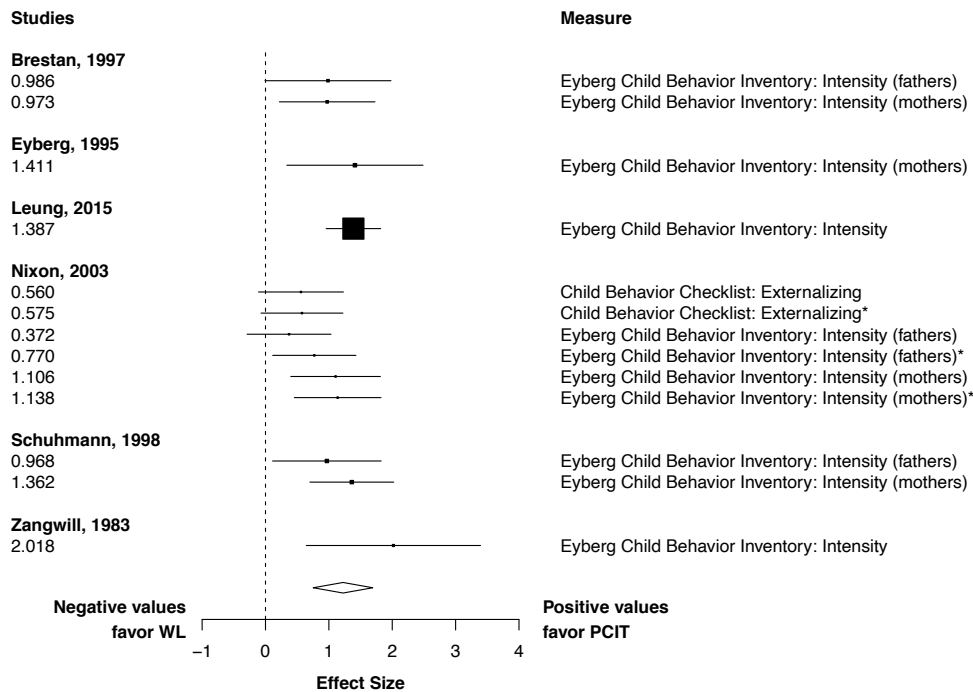 Studies Measure
Brestan, 1997
0.986 Eyberg Child Behavior Inventory: Intensity (fathers)
0.973 Eyberg Child Behavior Inventory: Intensity (mothers)
Eyberg, 1995
1.411 Eyberg Child Behavior Inventory: Intensity (mothers)
Leung, 2015
1.387 Eyberg Child Behavior Inventory: Intensity
Nixon, 2003
0.560 Child Behavior Checklist: Externalizing
0.575 Child Behavior Checklist: Externalizing*
0.372 Eyberg Child Behavior Inventory: Intensity (fathers)
0.770 Eyberg Child Behavior Inventory: Intensity (fathers)*
1.106 Eyberg Child Behavior Inventory: Intensity (mothers)
1.138 Eyberg Child Behavior Inventory: Intensity (mothers)*
Schuhmann, 1998
0.968 Eyberg Child Behavior Inventory: Intensity (fathers)
1.362 Eyberg Child Behavior Inventory: Intensity (mothers)
Zangwill, 1983
2.018 Eyberg Child Behavior Inventory: Intensity
Negative values Positive values
favor WL favor PCIT
−1 0 1 2 3 4
Effect Size